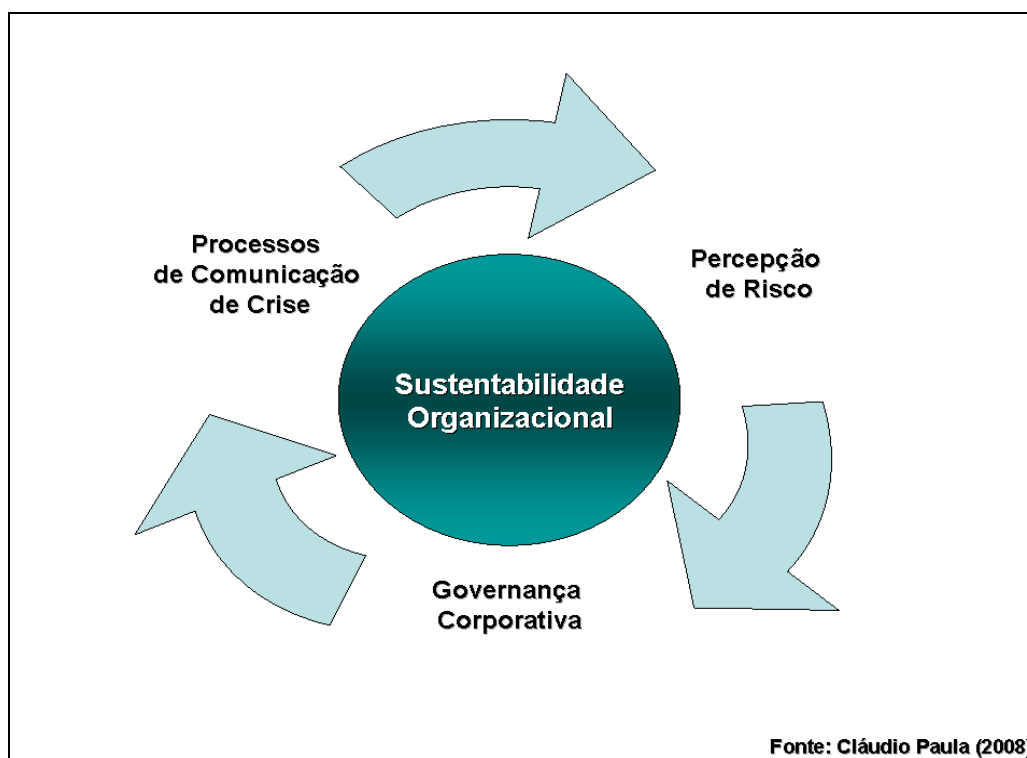 Processos
de Comunicação
de Crise
Percepção
de Risco
Sustentabilidade
Organizacional
Governança
Corporativa
Fonte: Cláudio Paula (2008)